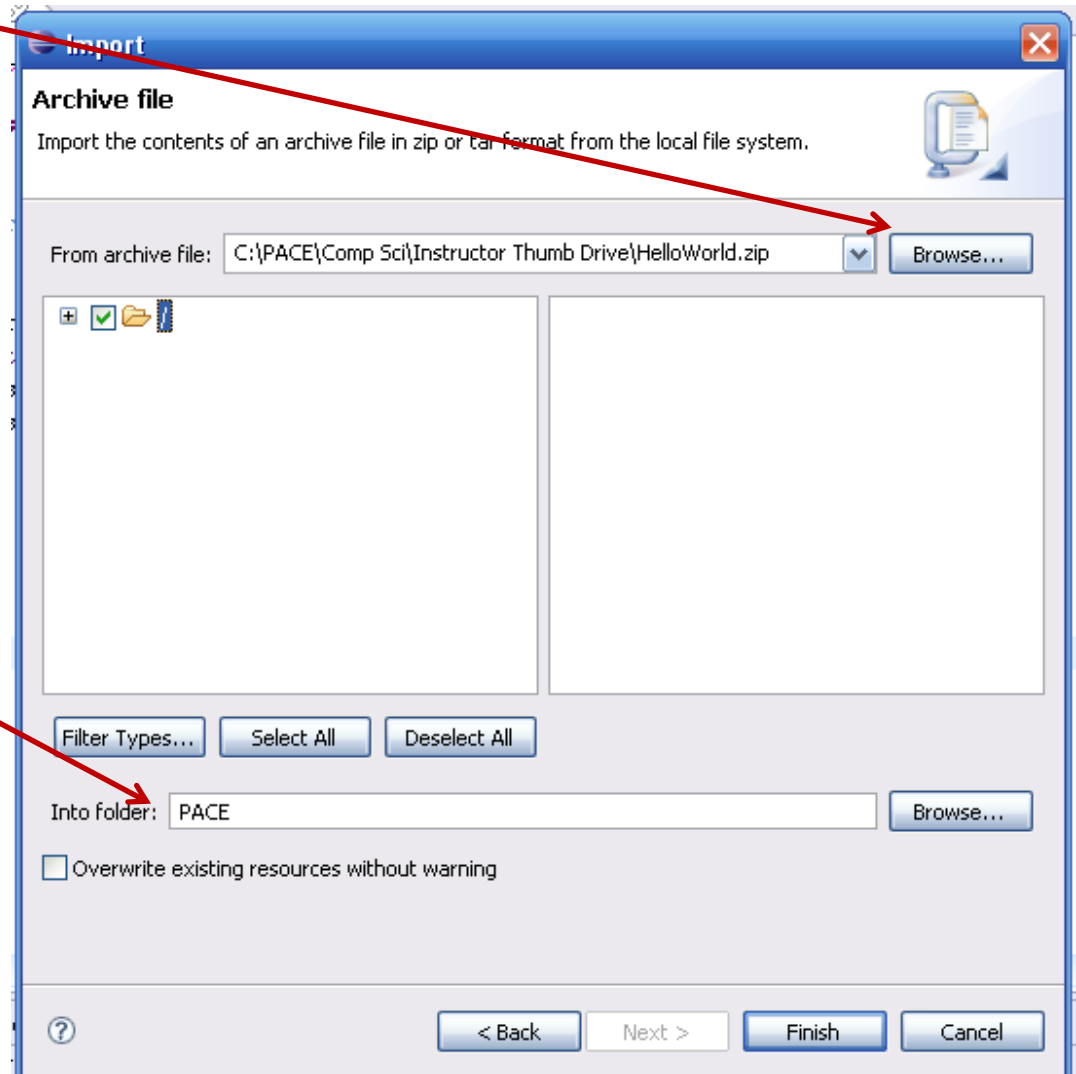 Import
Archive file
Import the contents of an archive file in zip or tar format from the local file system.
From archive file: C:\PACE\Comp Sci\Instructor Thumb Drive\HelloWorld.zip Browse...
/
Filter Types... Select All Deselect All
Into folder: PACE Browse...
Overwrite existing resources without warning
? < Back Next > Finish Cancel